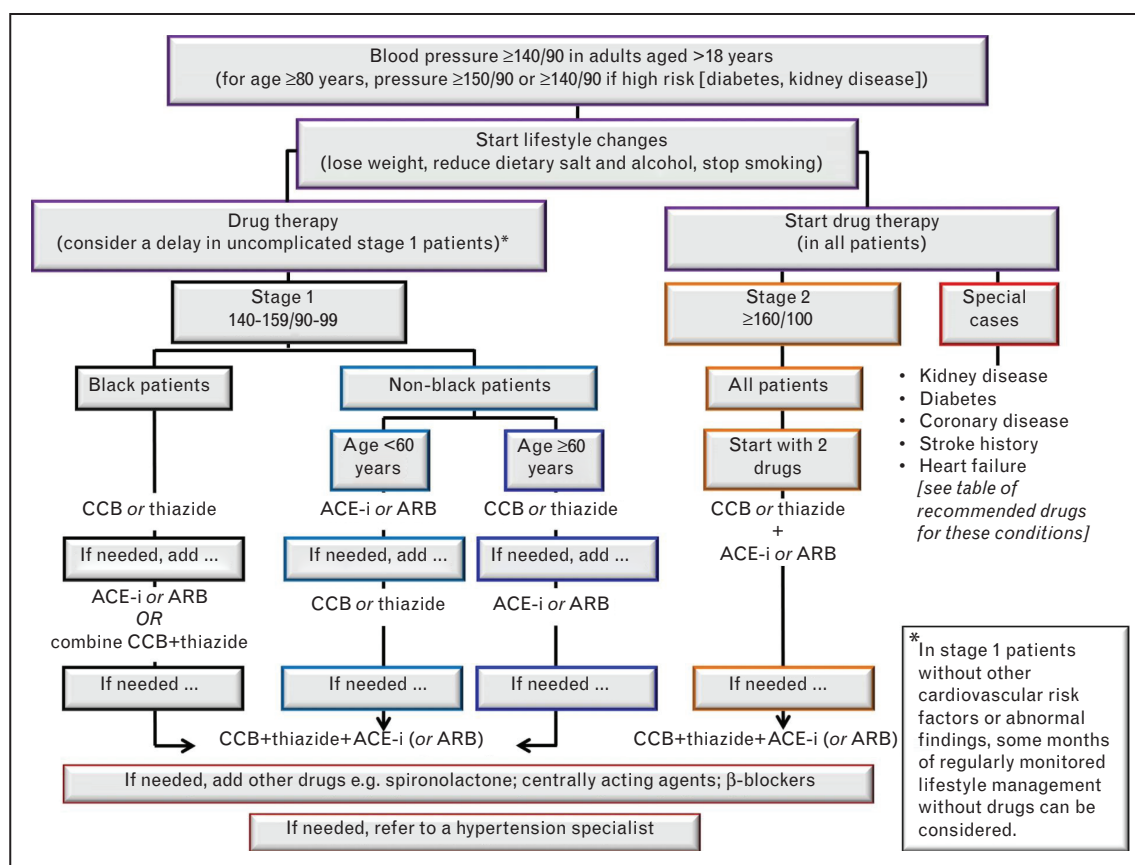 Blood pressure ≥140/90 in adults aged >18 years
(for age ≥80 years, pressure ≥150/90 or ≥140/90 if high risk [diabetes, kidney disease])
Start lifestyle changes
(lose weight, reduce dietary salt and alcohol, stop smoking)
Drug therapy
(consider a delay in uncomplicated stage 1 patients)*
Start drug therapy
(in all patients)
Stage 1
140-159/90-99
Stage 2
≥160/100
Special
cases
Black patients
Non-black patients
All patients
• Kidney disease
• Diabetes
• Coronary disease
• Stroke history
• Heart failure
[see table of
recommended drugs
for these conditions]
Age <60
years
Age ≥60
years
Start with 2
drugs
CCB or thiazide
ACE-i or ARB
CCB or thiazide
CCB or thiazide
+
ACE-i or ARB
If needed, add ...
If needed, add ...
If needed, add ...
ACE-i or ARB
OR
combine CCB+thiazide
CCB or thiazide
ACE-i or ARB
If needed ...
If needed ...
If needed ...
If needed ...
CCB+thiazide+ACE-i (or ARB)
CCB+thiazide+ACE-i (or ARB)
If needed, add other drugs e.g. spironolactone; centrally acting agents; β-blockers
If needed, refer to a hypertension specialist
*In stage 1 patients
without other
cardiovascular risk
factors or abnormal
findings, some months
of regularly monitored
lifestyle management
without drugs can be
considered.